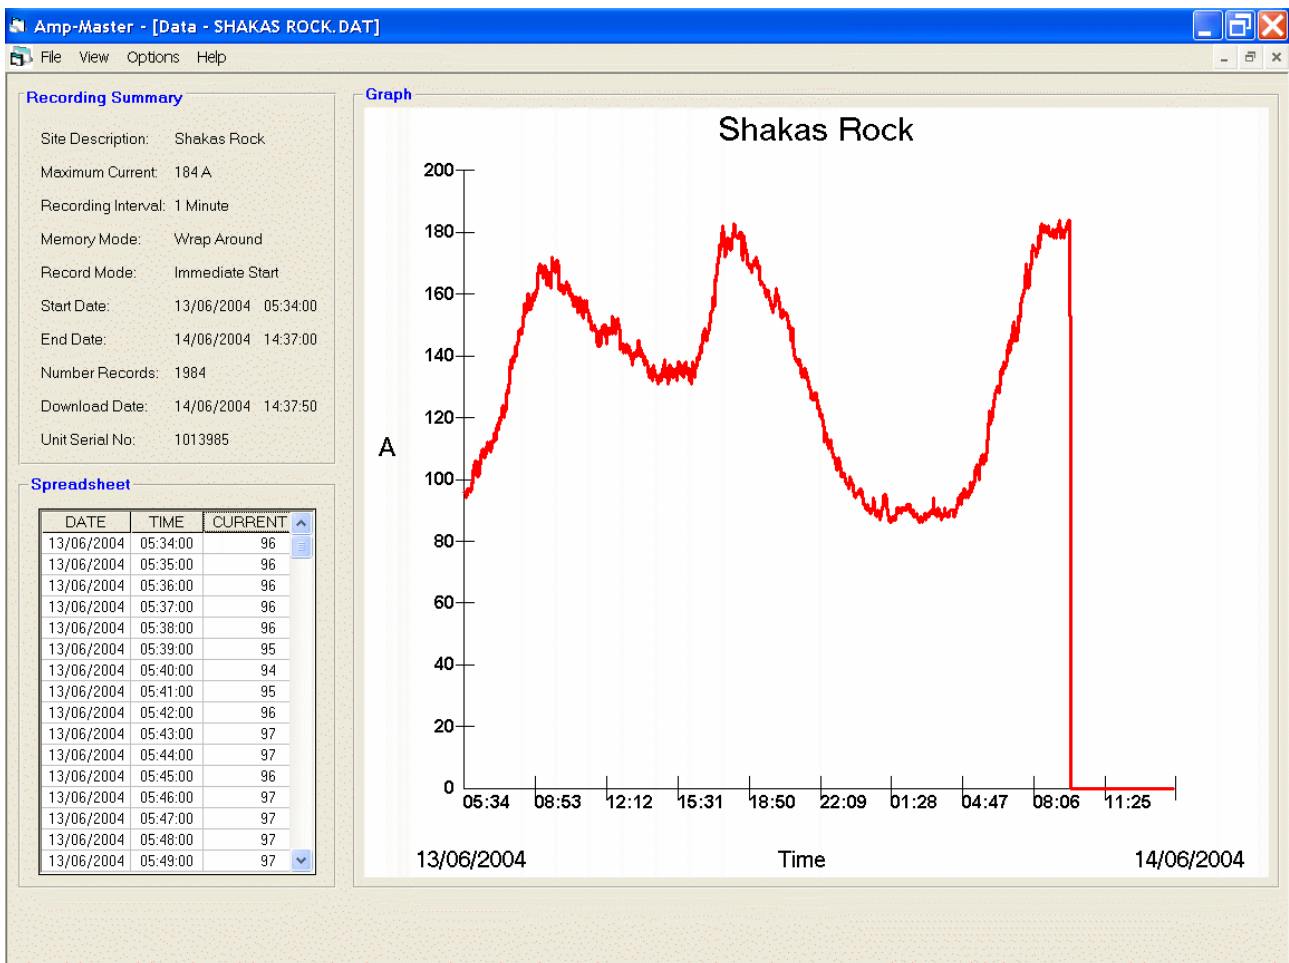 Amp-Master - [Data - SHAKAS ROCK.DAT]
File View Options Help
Recording Summary
Site Description: Shakas Rock
Maximum Current: 184 A
Recording Interval: 1 Minute
Memory Mode: Wrap Around
Record Mode: Immediate Start
Start Date: 13/06/2004 05:34:00
End Date: 14/06/2004 14:37:00
Number Records: 1984
Download Date: 14/06/2004 14:37:50
Unit Serial No: 1013985
Spreadsheet
DATE TIME CURRENT
13/06/2004 05:34:00 96
13/06/2004 05:35:00 96
13/06/2004 05:36:00 96
13/06/2004 05:37:00 96
13/06/2004 05:38:00 96
13/06/2004 05:39:00 95
13/06/2004 05:40:00 94
13/06/2004 05:41:00 95
13/06/2004 05:42:00 96
13/06/2004 05:43:00 97
13/06/2004 05:44:00 97
13/06/2004 05:45:00 96
13/06/2004 05:46:00 97
13/06/2004 05:47:00 97
13/06/2004 05:48:00 97
13/06/2004 05:49:00 97
Graph
Shakas Rock
200
180
160
140
120
A
100
80
60
40
20
0
05:34 08:53 12:12 15:31 18:50 22:09 01:28 04:47 08:06 11:25
13/06/2004 Time 14/06/2004